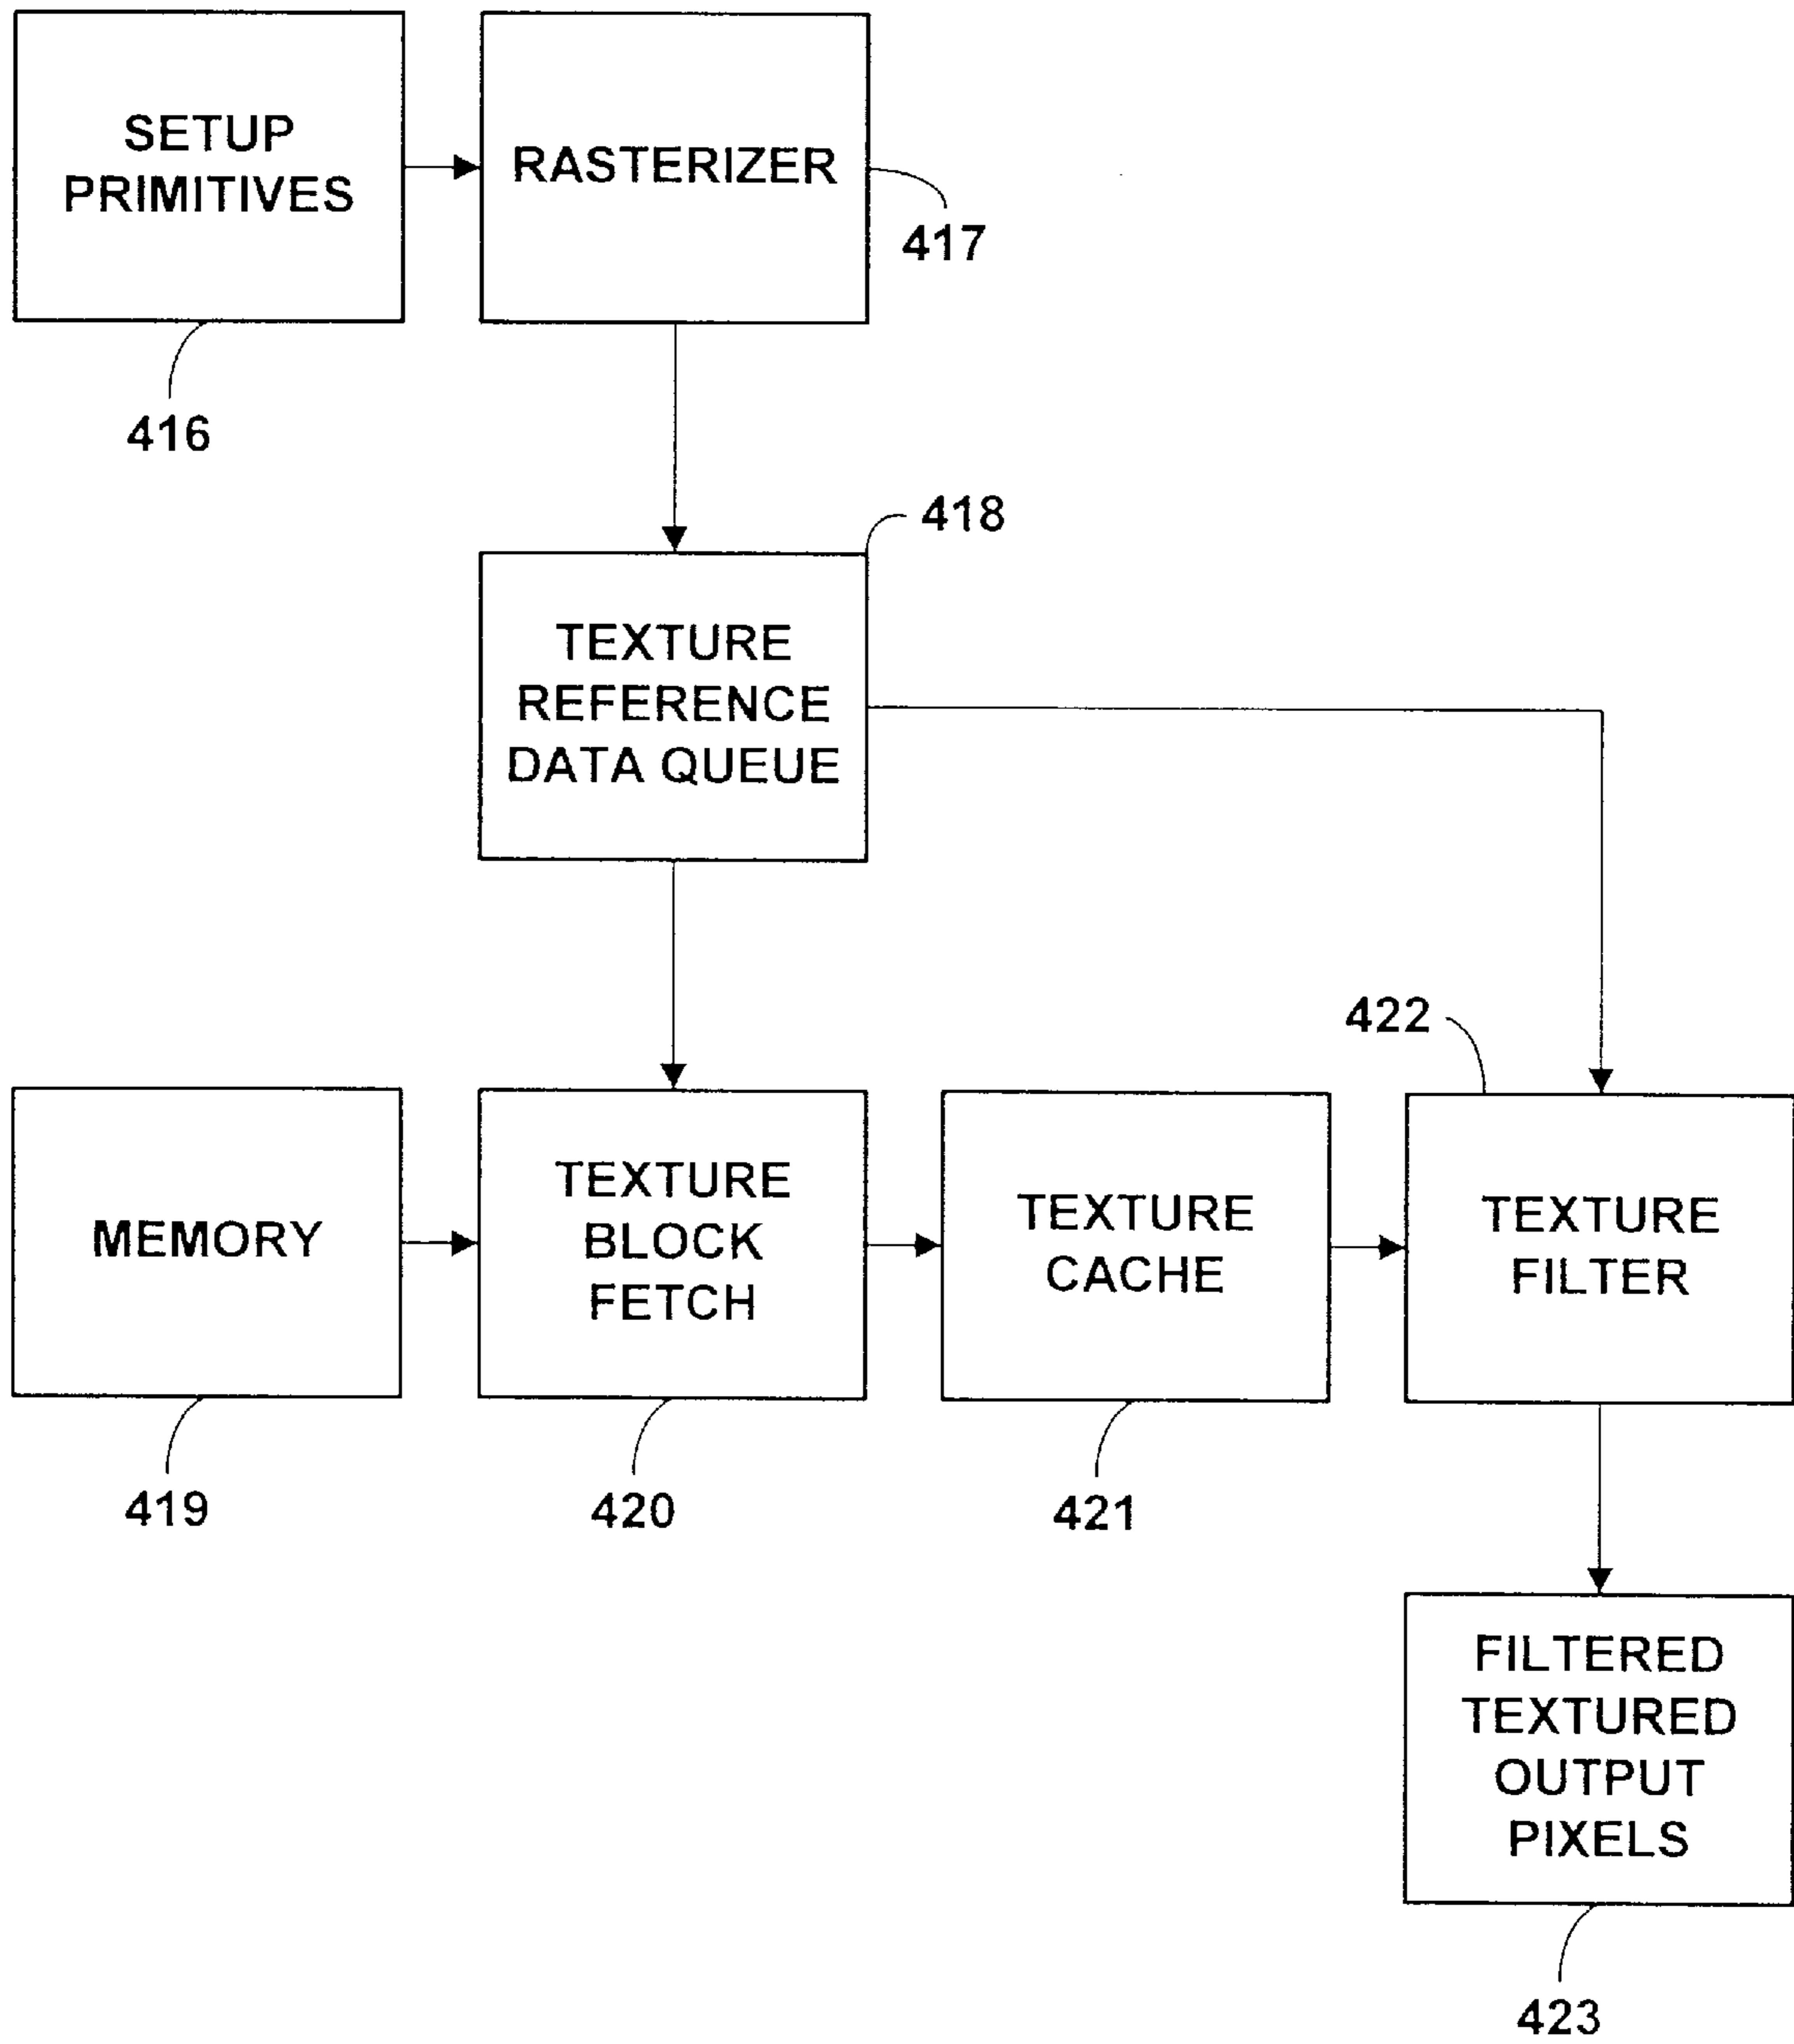 SETUP
PRIMITIVES
416
RASTERIZER
417
418
TEXTURE
REFERENCE
DATA QUEUE
422
MEMORY
419
TEXTURE
BLOCK
FETCH
420
TEXTURE
CACHE
421
TEXTURE
FILTER
FILTERED
TEXTURED
OUTPUT
PIXELS
423